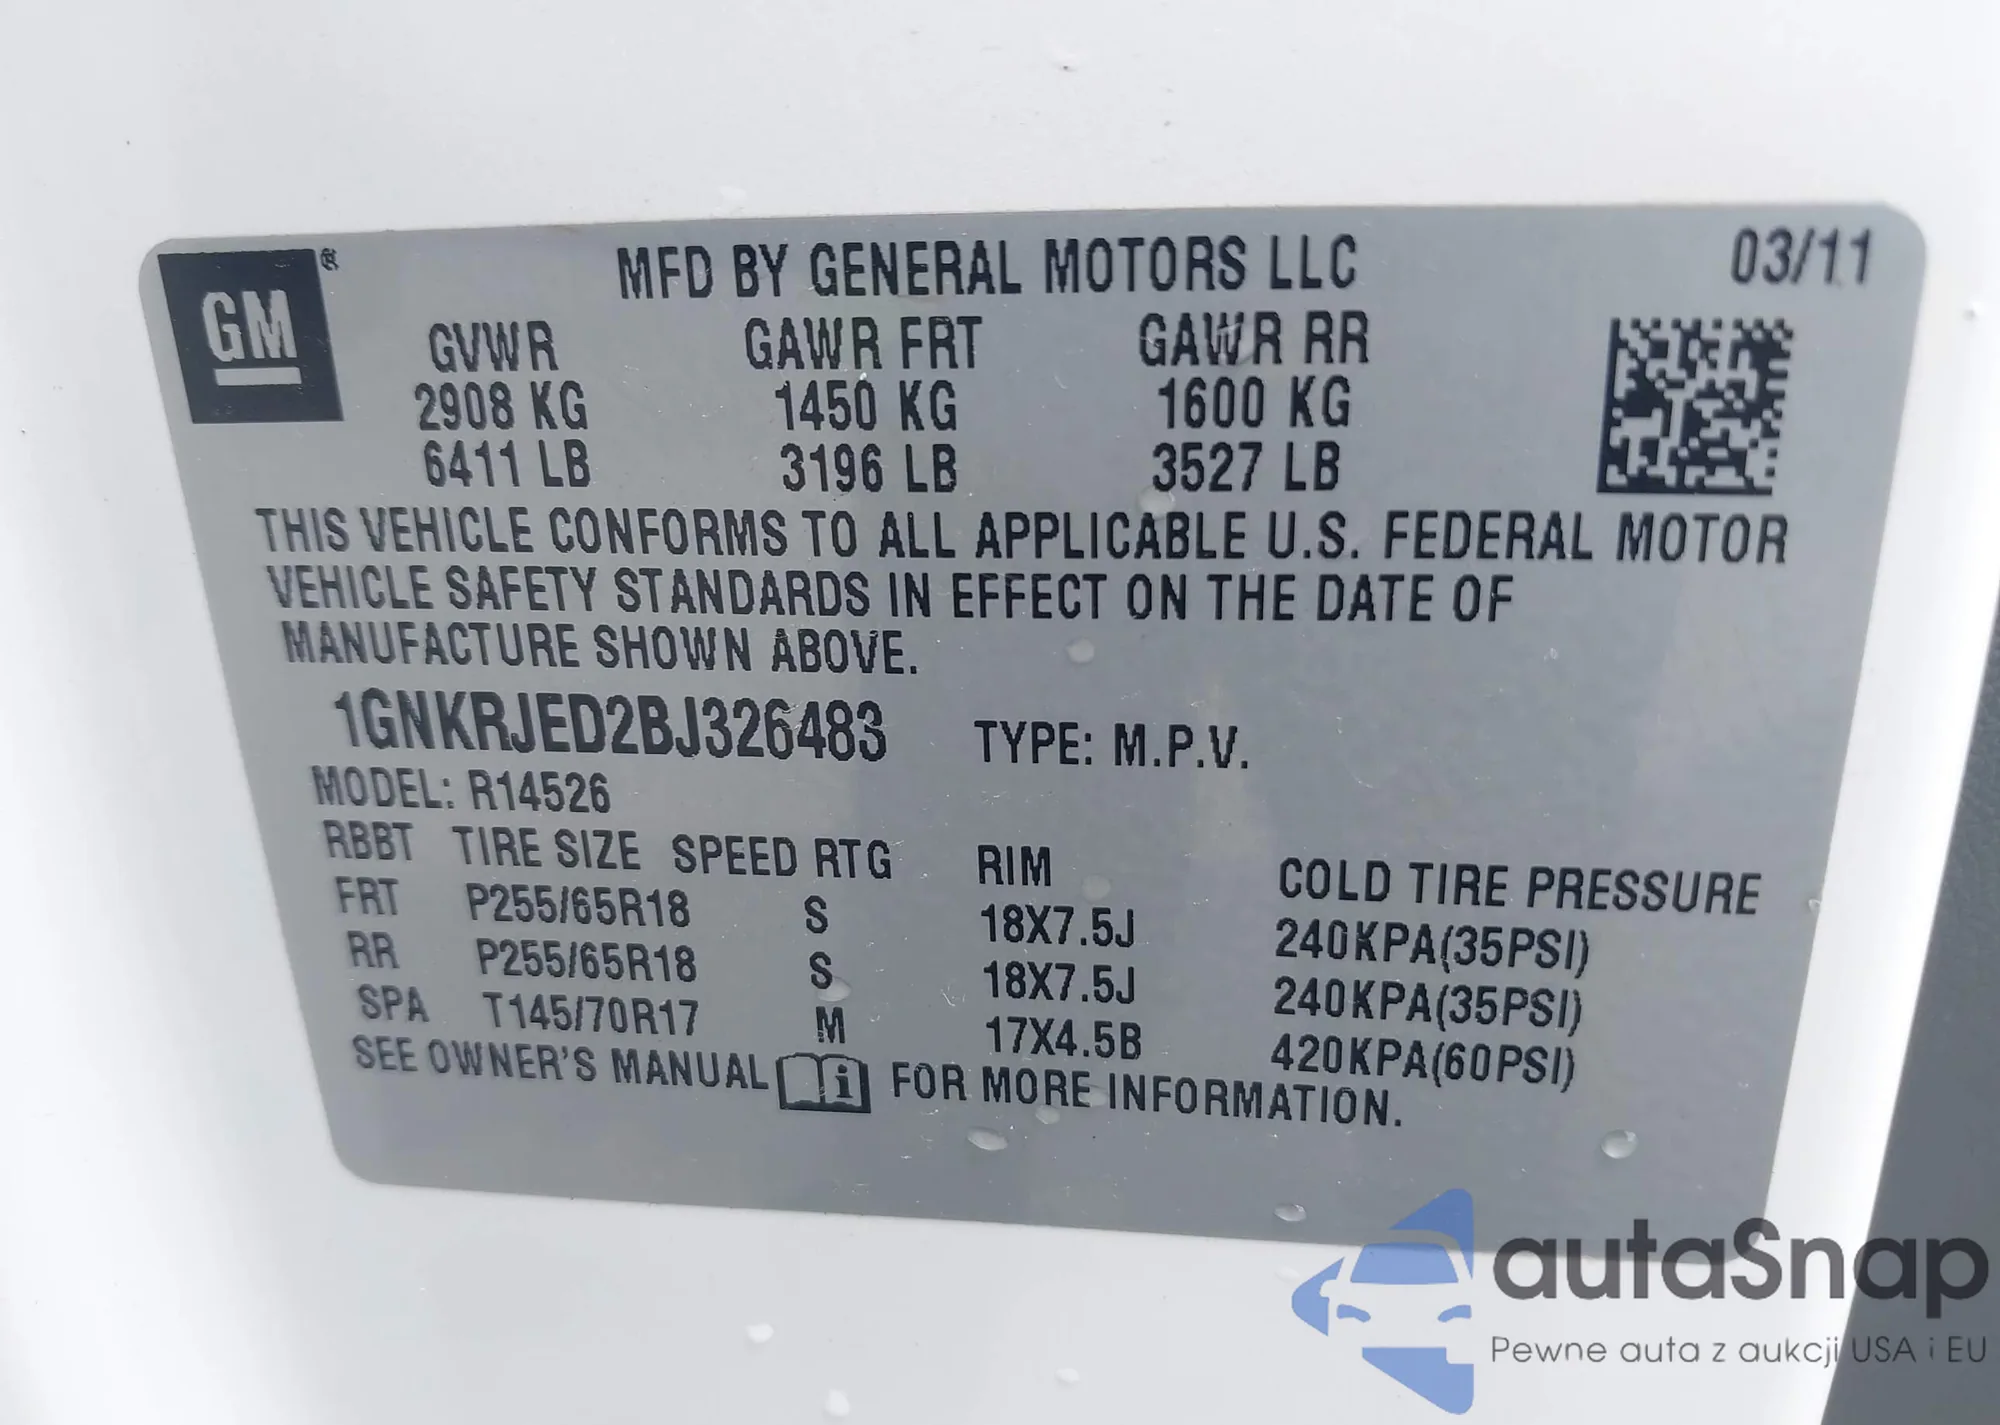 GM ® MFD BY GENERAL MOTORS LLC 03/11
GVWR GAWR FRT GAWR RR
2908 KG 1450 KG 1600 KG
6411 LB 3196 LB 3527 LB
THIS VEHICLE CONFORMS TO ALL APPLICABLE U.S. FEDERAL MOTOR
VEHICLE SAFETY STANDARDS IN EFFECT ON THE DATE OF
MANUFACTURE SHOWN ABOVE.
1GNKRJED2BJ326483 TYPE: M.P.V.
MODEL: R14526
RBBT TIRE SIZE SPEED RTG RIM COLD TIRE PRESSURE
FRT P255/65R18 S 18X7.5J 240KPA(35PSI)
RR P255/65R18 S 18X7.5J 240KPA(35PSI)
SPA T145/70R17 M 17X4.5B 420KPA(60PSI)
SEE OWNER'S MANUAL i FOR MORE INFORMATION.
autaSnap
Pewne auta z aukcji USA i EU